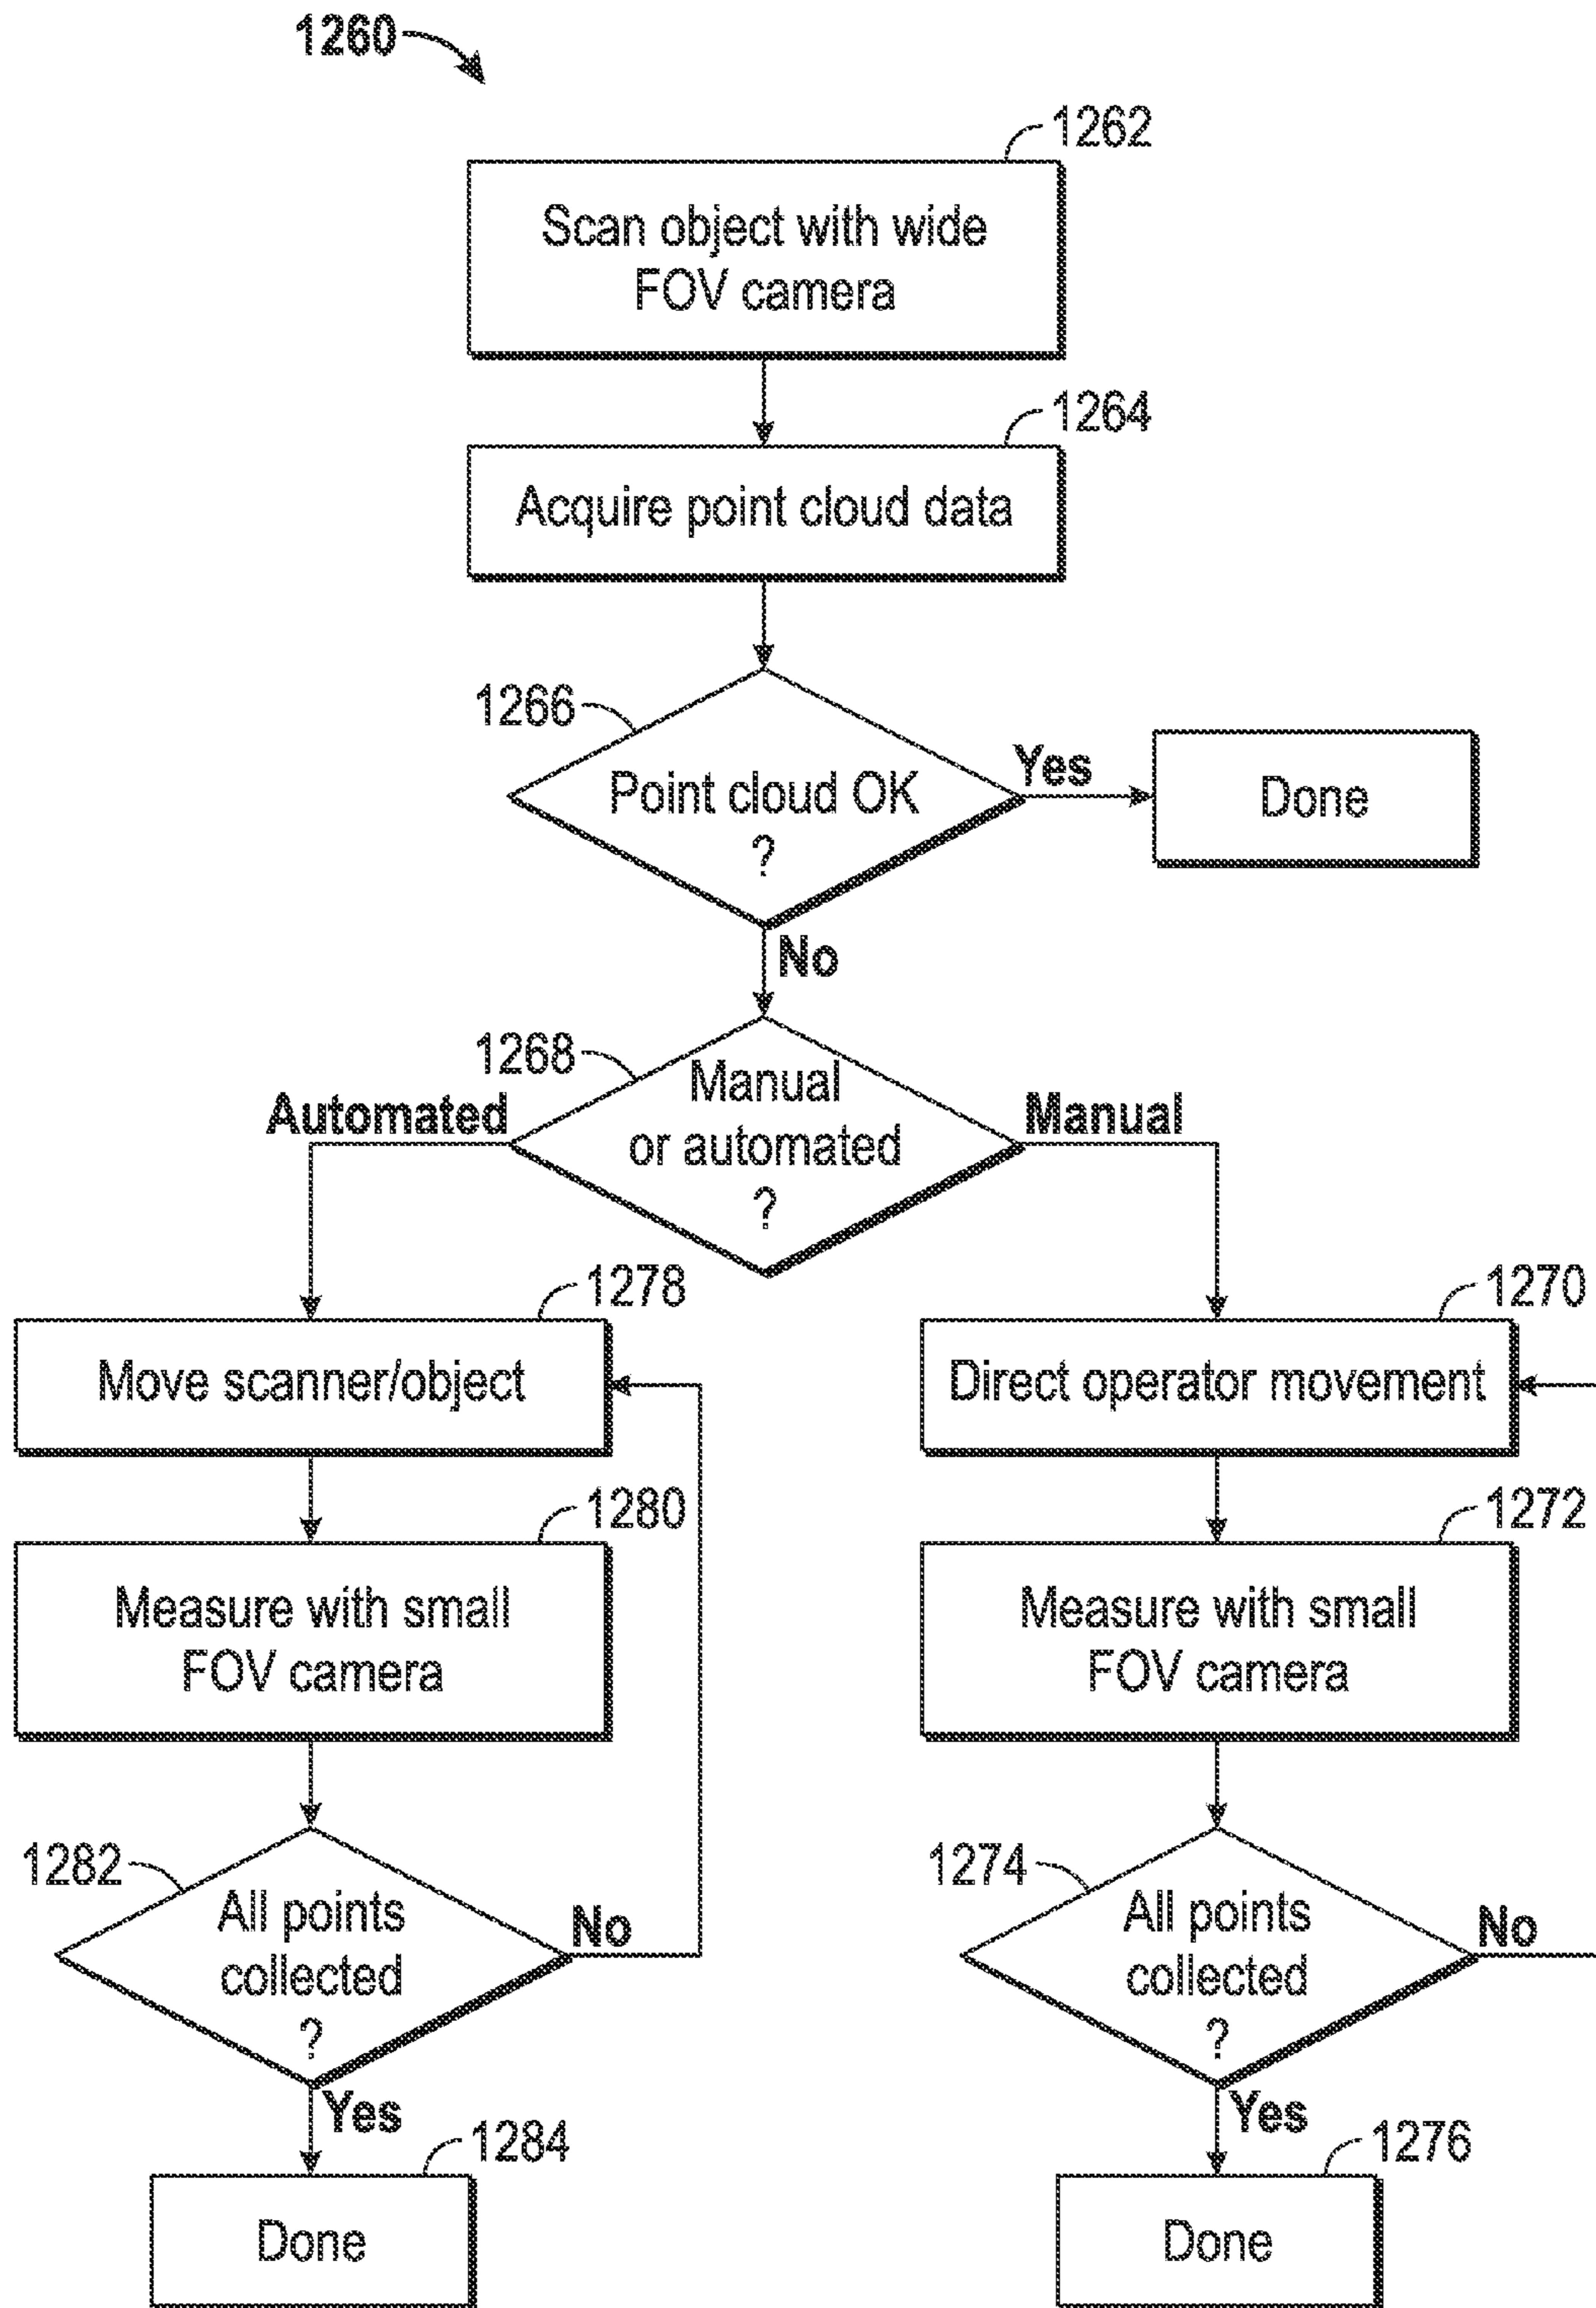 1260
1262
Scan object with wide
FOV camera
1264
Acquire point cloud data
1266
Point cloud OK
?
Yes
Done
No
1268
Manual
or automated
?
Automated
Manual
1278
Move scanner/object
1270
Direct operator movement
1280
Measure with small
FOV camera
1272
Measure with small
FOV camera
1282
All points
collected
?
No
1274
All points
collected
?
No
Yes
1284
Done
Yes
1276
Done